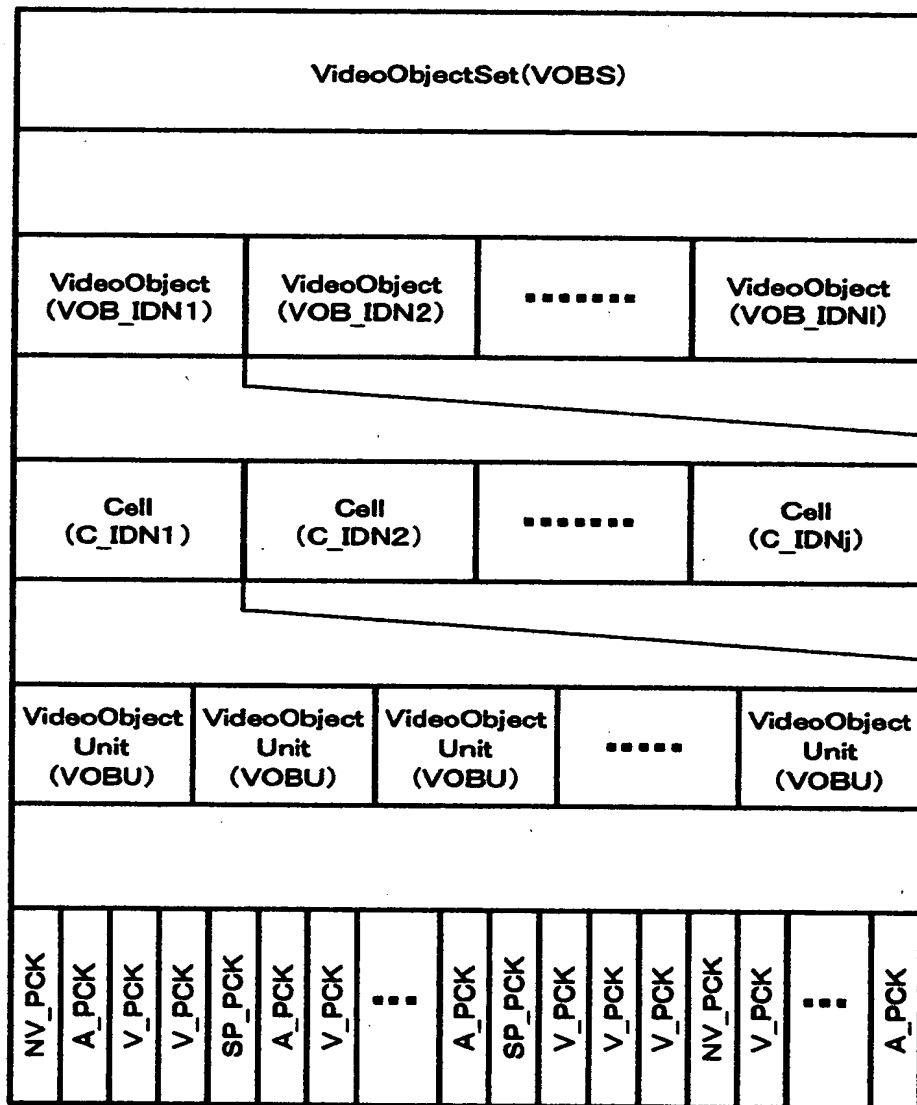 VideoObjectSet(VOBS)
VideoObject
(VOB_IDN1)
VideoObject
(VOB_IDN2)
VideoObject
(VOB_IDNl)
Cell
(C_IDN1)
Cell
(C_IDN2)
Cell
(C_IDNj)
VideoObject
Unit
(VOBU)
VideoObject
Unit
(VOBU)
VideoObject
Unit
(VOBU)
VideoObject
Unit
(VOBU)
NV_PCK
A_PCK
V_PCK
V_PCK
SP_PCK
A_PCK
V_PCK
A_PCK
SP_PCK
V_PCK
V_PCK
V_PCK
NV_PCK
V_PCK
A_PCK